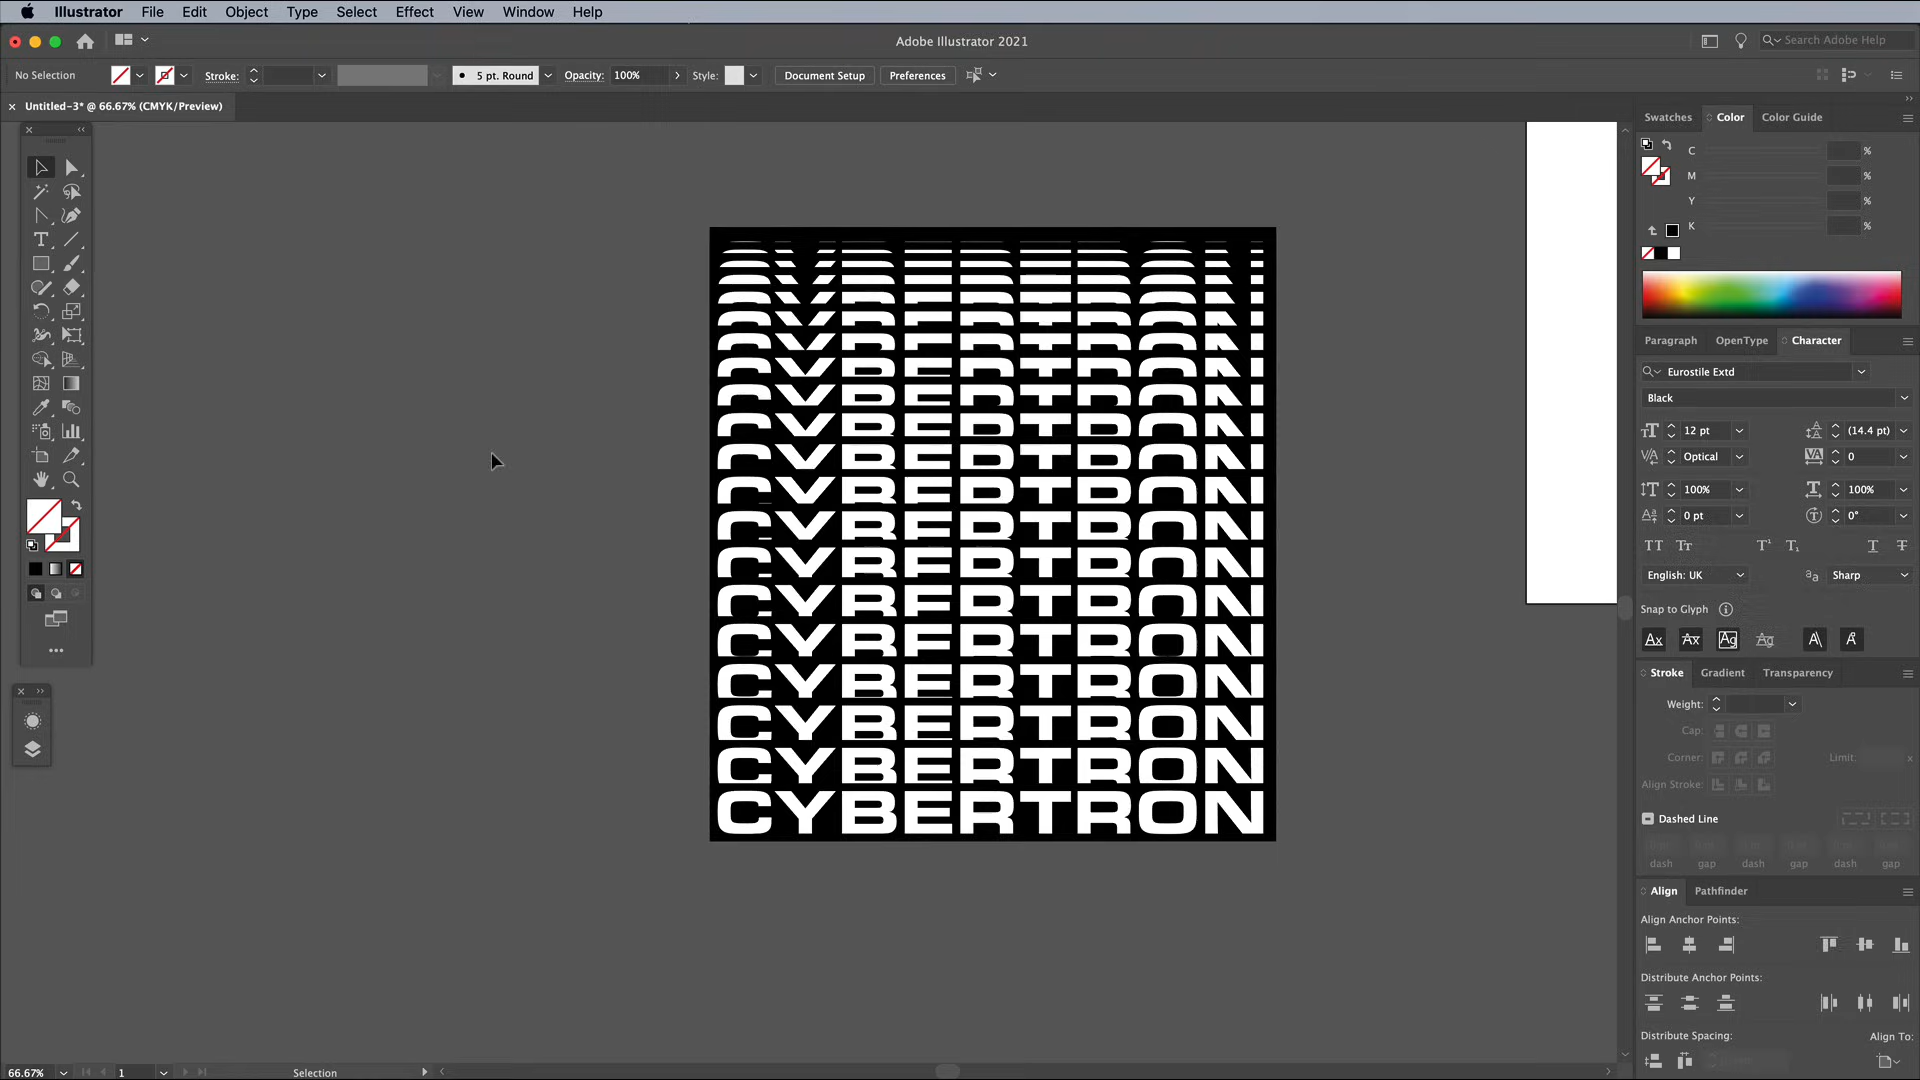 Illustrator File Edit Object Type Select Effect View Window Help
Adobe Illustrator 2021
Search Adobe Help
No Selection
Stroke:
5 pt. Round
Opacity: 100%
Style:
Document Setup
Preferences
Untitled-3* @ 66.67% (CMYK/Preview)
Swatches Color Color Guide
C %
M %
Y %
K %
Paragraph OpenType Character
Eurostile Extd
Black
12 pt (14.4 pt)
Optical 0
100% 100%
0 pt 0°
English: UK Sharp
Snap to Glyph
Stroke Gradient Transparency
Weight:
Cap:
Corner: Limit: x
Align Stroke:
Dashed Line
dash gap dash gap dash gap
Align Pathfinder
Align Anchor Points:
Distribute Anchor Points:
Distribute Spacing: Align To:
CYBERTRON
CYBERTRON
CYBERTRON
CYBERTRON
CYBERTRON
66.67% 1 Selection